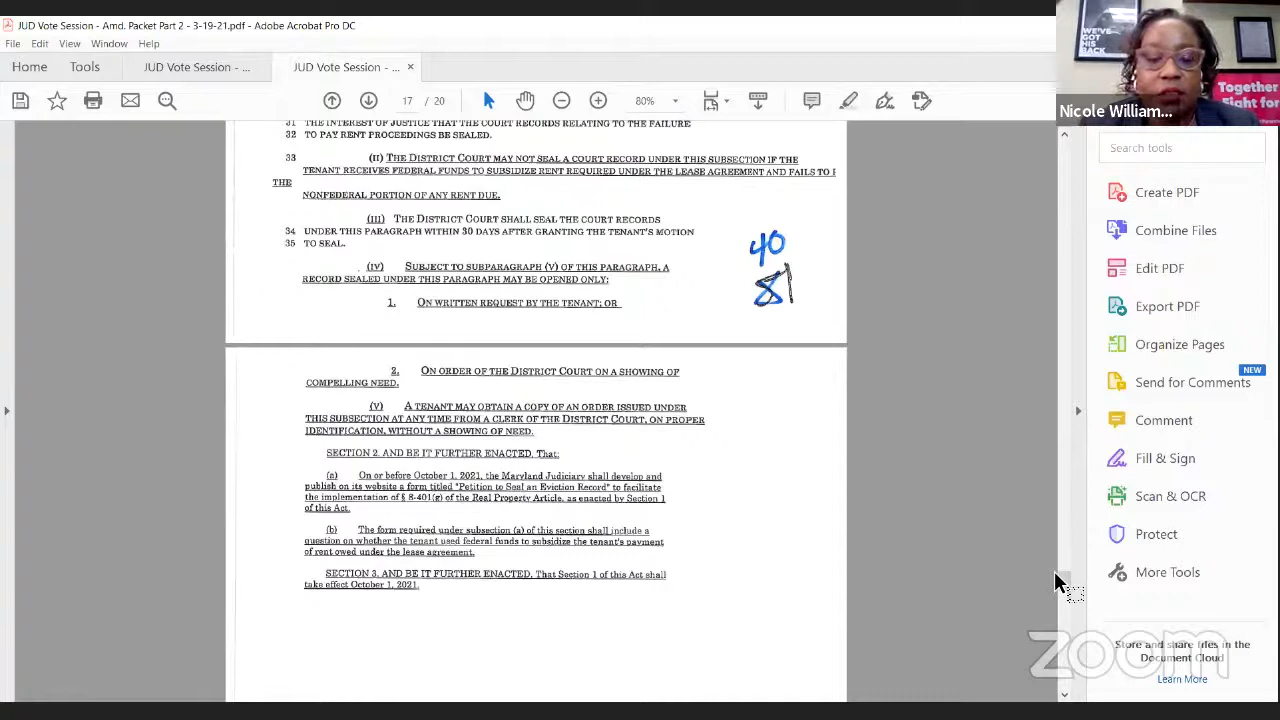 JUD Vote Session - Amd. Packet Part 2 - 3-19-21.pdf - Adobe Acrobat Pro DC
File Edit View Window Help
Home Tools JUD Vote Session - ... JUD Vote Session - ... ×
17 / 20 80%
31 THE INTEREST OF JUSTICE THAT THE COURT RECORDS RELATING TO THE FAILURE
32 TO PAY RENT PROCEEDINGS BE SEALED.
33 (II) THE DISTRICT COURT MAY NOT SEAL A COURT RECORD UNDER THIS SUBSECTION IF THE
TENANT RECEIVES FEDERAL FUNDS TO SUBSIDIZE RENT REQUIRED UNDER THE LEASE AGREEMENT AND FAILS TO
THE
NONFEDERAL PORTION OF ANY RENT DUE.
(III) THE DISTRICT COURT SHALL SEAL THE COURT RECORDS
34 UNDER THIS PARAGRAPH WITHIN 30 DAYS AFTER GRANTING THE TENANT'S MOTION
35 TO SEAL.
(IV) SUBJECT TO SUBPARAGRAPH (V) OF THIS PARAGRAPH, A
RECORD SEALED UNDER THIS PARAGRAPH MAY BE OPENED ONLY:
1. ON WRITTEN REQUEST BY THE TENANT; OR
40
81
2. ON ORDER OF THE DISTRICT COURT ON A SHOWING OF
COMPELLING NEED.
(V) A TENANT MAY OBTAIN A COPY OF AN ORDER ISSUED UNDER
THIS SUBSECTION AT ANY TIME FROM A CLERK OF THE DISTRICT COURT, ON PROPER
IDENTIFICATION, WITHOUT A SHOWING OF NEED.
SECTION 2. AND BE IT FURTHER ENACTED, That:
(a) On or before October 1, 2021, the Maryland Judiciary shall develop and
publish on its website a form titled "Petition to Seal an Eviction Record" to facilitate
the implementation of § 8-401(g) of the Real Property Article, as enacted by Section 1
of this Act.
(b) The form required under subsection (a) of this section shall include a
question on whether the tenant used federal funds to subsidize the tenant's payment
of rent owed under the lease agreement.
SECTION 3. AND BE IT FURTHER ENACTED, That Section 1 of this Act shall
take effect October 1, 2021.
WE'VE
GOT
HIS
BACK
Together
Fight for
Nicole William...
Search tools
Create PDF
Combine Files
Edit PDF
Export PDF
Organize Pages
NEW
Send for Comments
Comment
Fill & Sign
Scan & OCR
Protect
More Tools
Store and share files in the
Document Cloud
Learn More
zoom